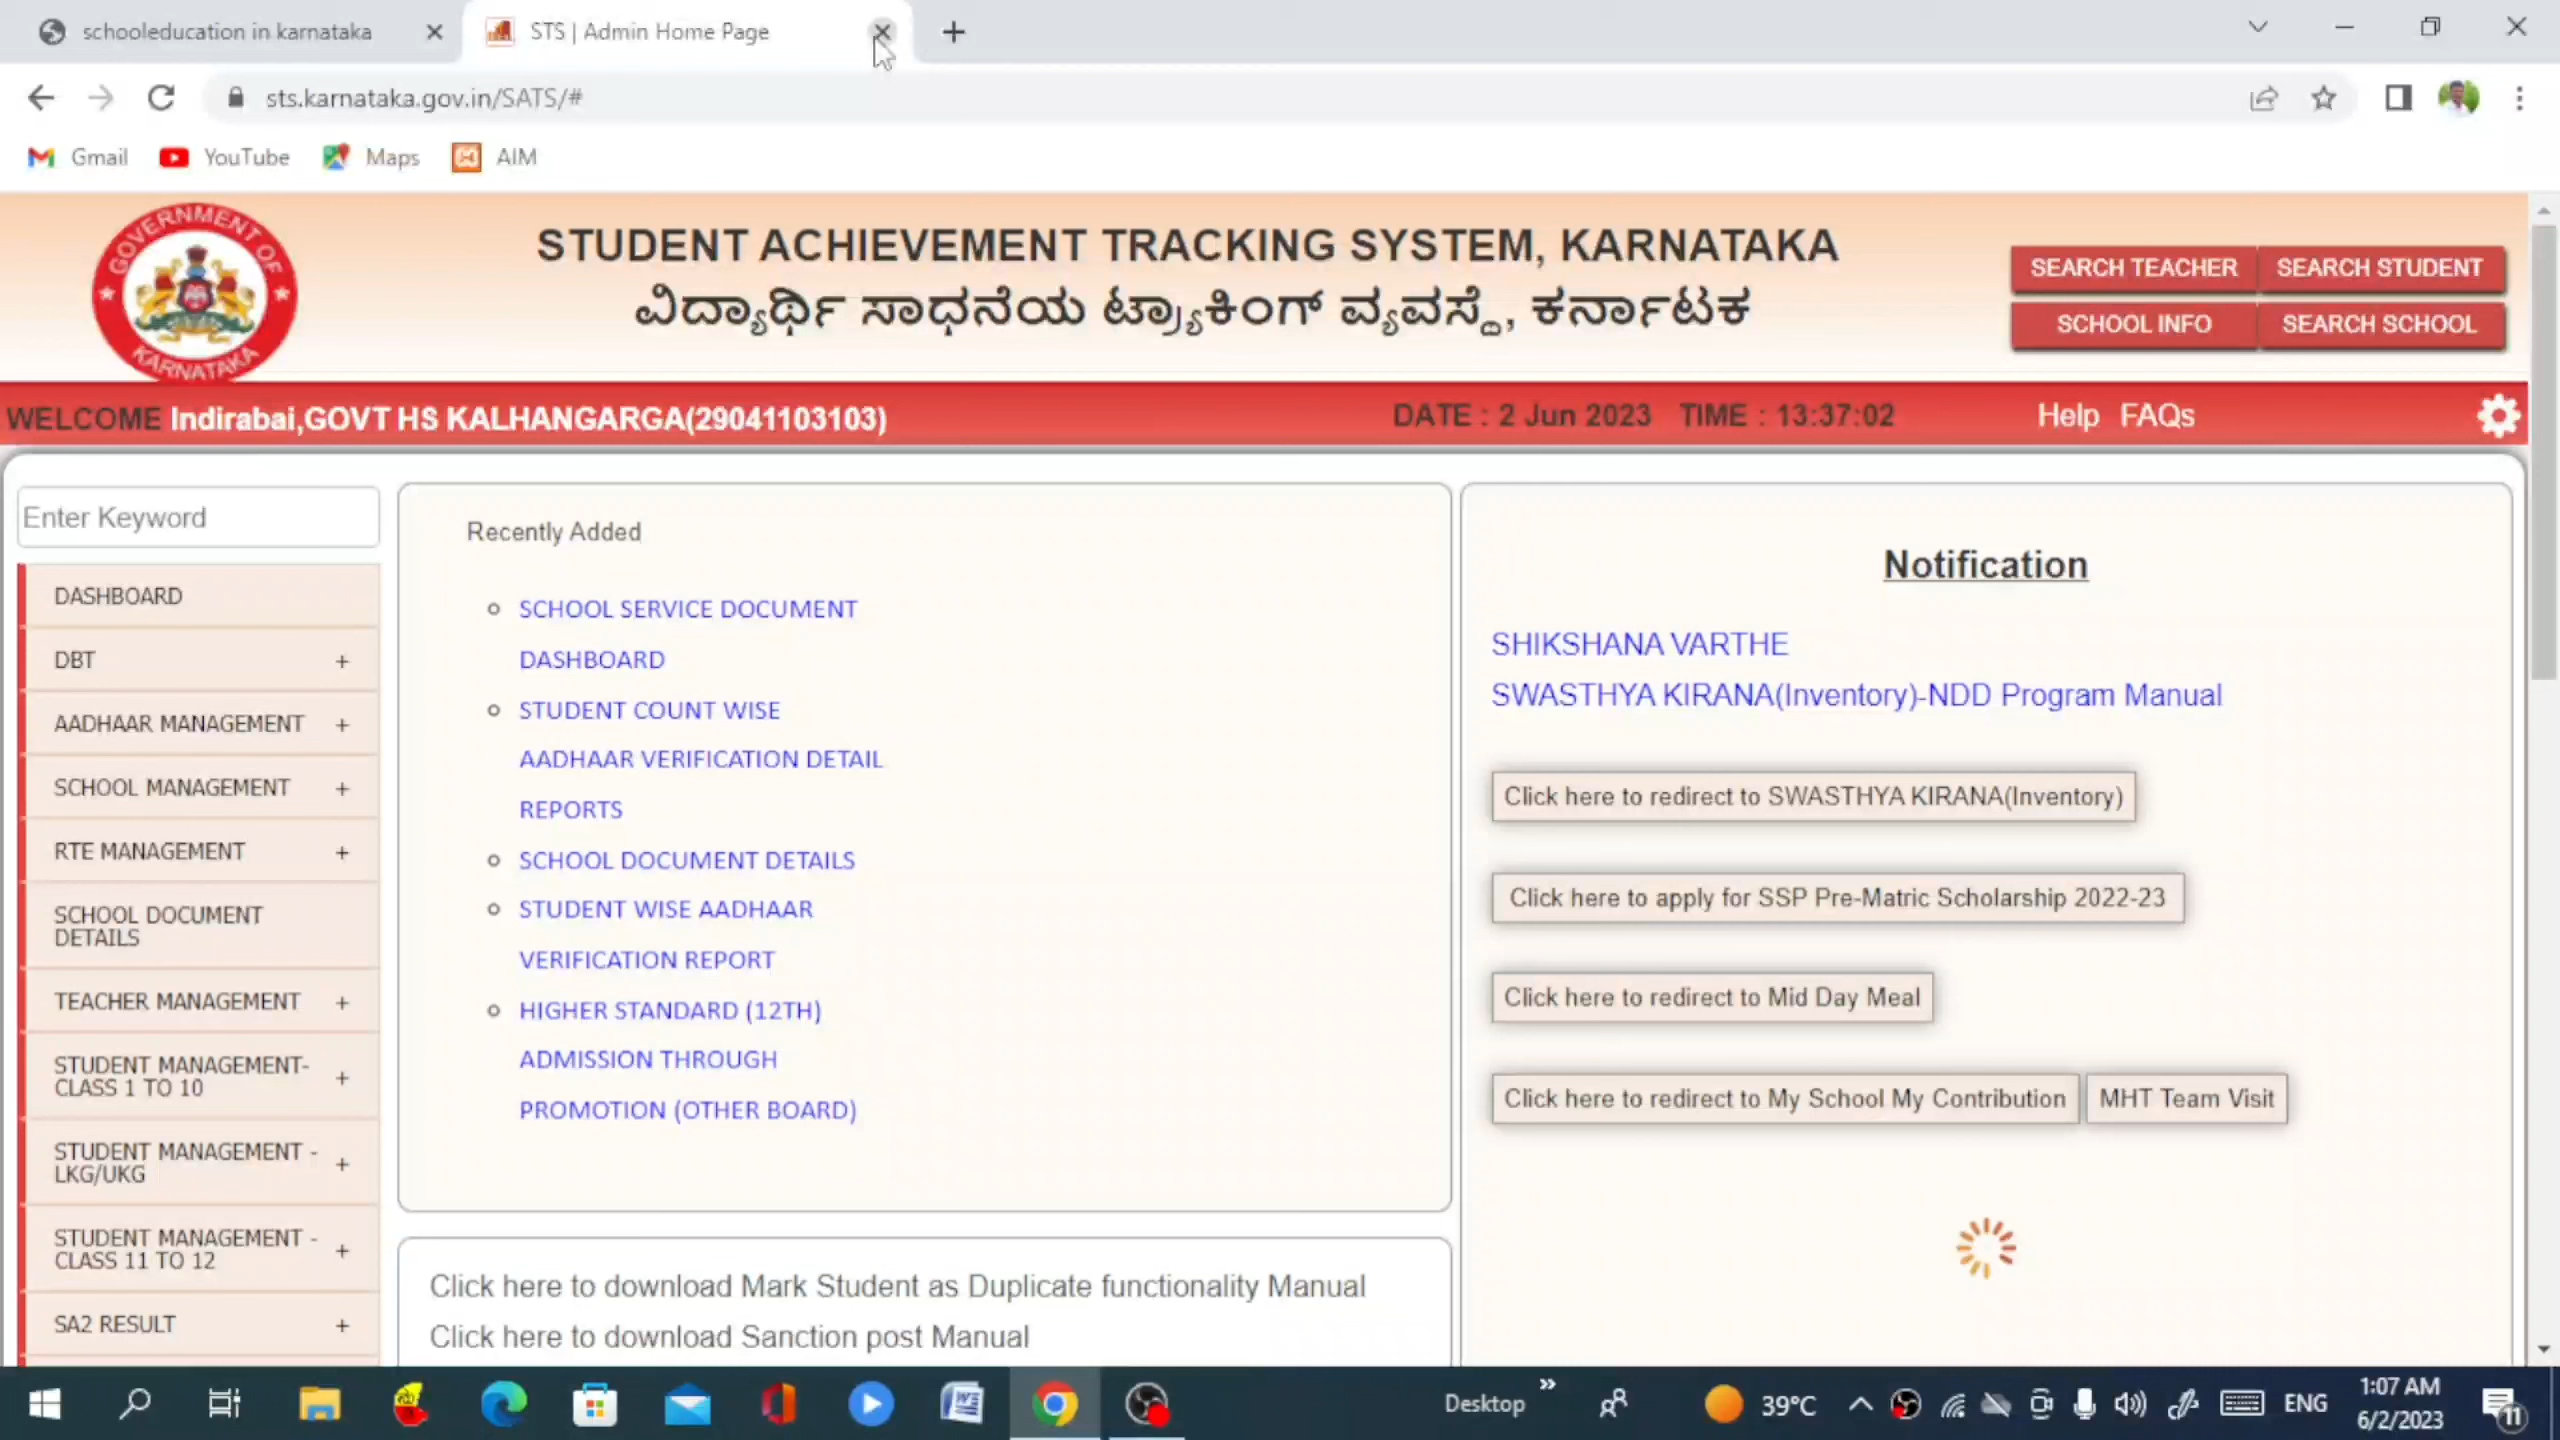 schooleducation in karnataka
STS | Admin Home Page
sts.karnataka.gov.in/SATS/#
Gmail
YouTube
Maps
AIM
GOVERNMENT OF
KARNATAKA
STUDENT ACHIEVEMENT TRACKING SYSTEM, KARNATAKA
ವಿದ್ಯಾರ್ಥಿ ಸಾಧನೆಯ ಟ್ರ್ಯಾಕಿಂಗ್ ವ್ಯವಸ್ಥೆ, ಕರ್ನಾಟಕ
SEARCH TEACHER
SEARCH STUDENT
SCHOOL INFO
SEARCH SCHOOL
WELCOME Indirabai,GOVT HS KALHANGARGA(29041103103)
DATE : 2 Jun 2023 TIME : 13:37:02
Help FAQs
Enter Keyword
DASHBOARD
DBT +
AADHAAR MANAGEMENT +
SCHOOL MANAGEMENT +
RTE MANAGEMENT +
SCHOOL DOCUMENT
DETAILS
TEACHER MANAGEMENT +
STUDENT MANAGEMENT-
CLASS 1 TO 10 +
STUDENT MANAGEMENT -
LKG/UKG +
STUDENT MANAGEMENT -
CLASS 11 TO 12 +
SA2 RESULT +
Recently Added
SCHOOL SERVICE DOCUMENT
DASHBOARD
STUDENT COUNT WISE
AADHAAR VERIFICATION DETAIL
REPORTS
SCHOOL DOCUMENT DETAILS
STUDENT WISE AADHAAR
VERIFICATION REPORT
HIGHER STANDARD (12TH)
ADMISSION THROUGH
PROMOTION (OTHER BOARD)
Click here to download Mark Student as Duplicate functionality Manual
Click here to download Sanction post Manual
Notification
SHIKSHANA VARTHE
SWASTHYA KIRANA(Inventory)-NDD Program Manual
Click here to redirect to SWASTHYA KIRANA(Inventory)
Click here to apply for SSP Pre-Matric Scholarship 2022-23
Click here to redirect to Mid Day Meal
Click here to redirect to My School My Contribution
MHT Team Visit
Desktop
39°C
ENG
1:07 AM
6/2/2023
11